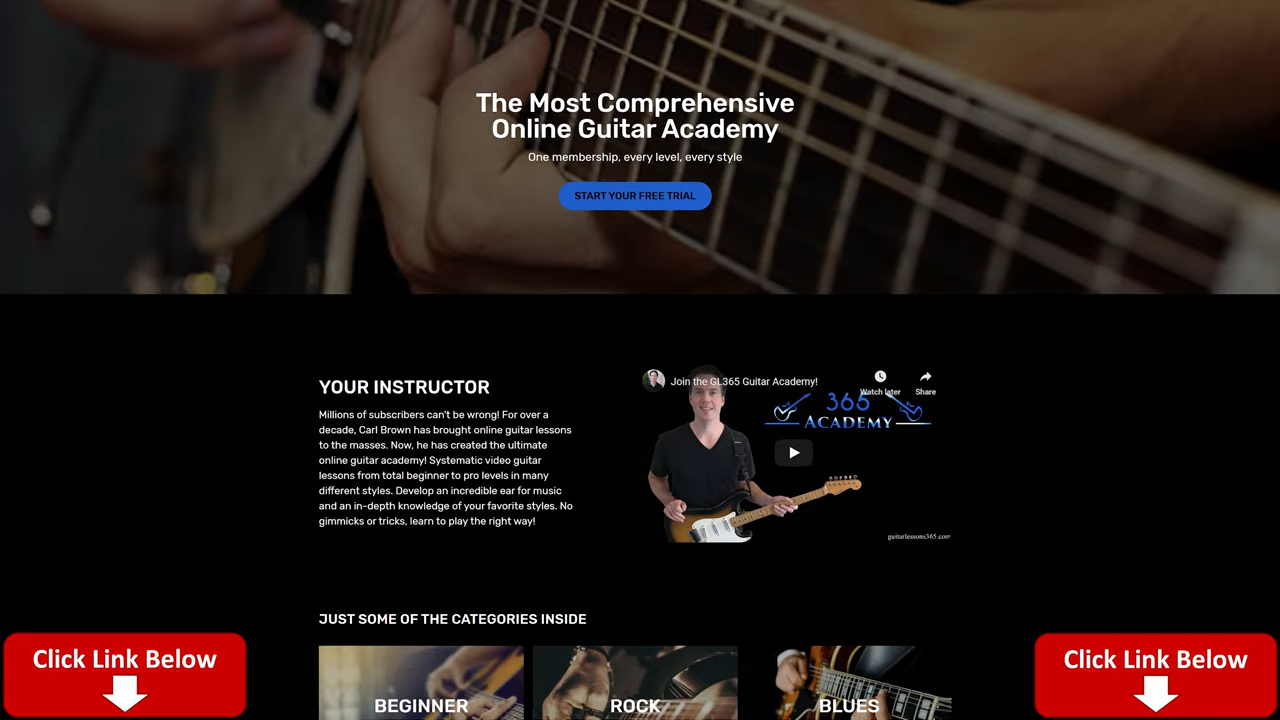 The Most Comprehensive
Online Guitar Academy
One membership, every level, every style
START YOUR FREE TRIAL
YOUR INSTRUCTOR
Millions of subscribers can't be wrong! For over a
decade, Carl Brown has brought online guitar lessons
to the masses. Now, he has created the ultimate
online guitar academy! Systematic video guitar
lessons from total beginner to pro levels in many
different styles. Develop an incredible ear for music
and an in-depth knowledge of your favorite styles. No
gimmicks or tricks, learn to play the right way!
Join the GL365 Guitar Academy!
Watch later
Share
365
ACADEMY
guitarlessons365.com
JUST SOME OF THE CATEGORIES INSIDE
Click Link Below
Click Link Below
BEGINNER
ROCK
BLUES